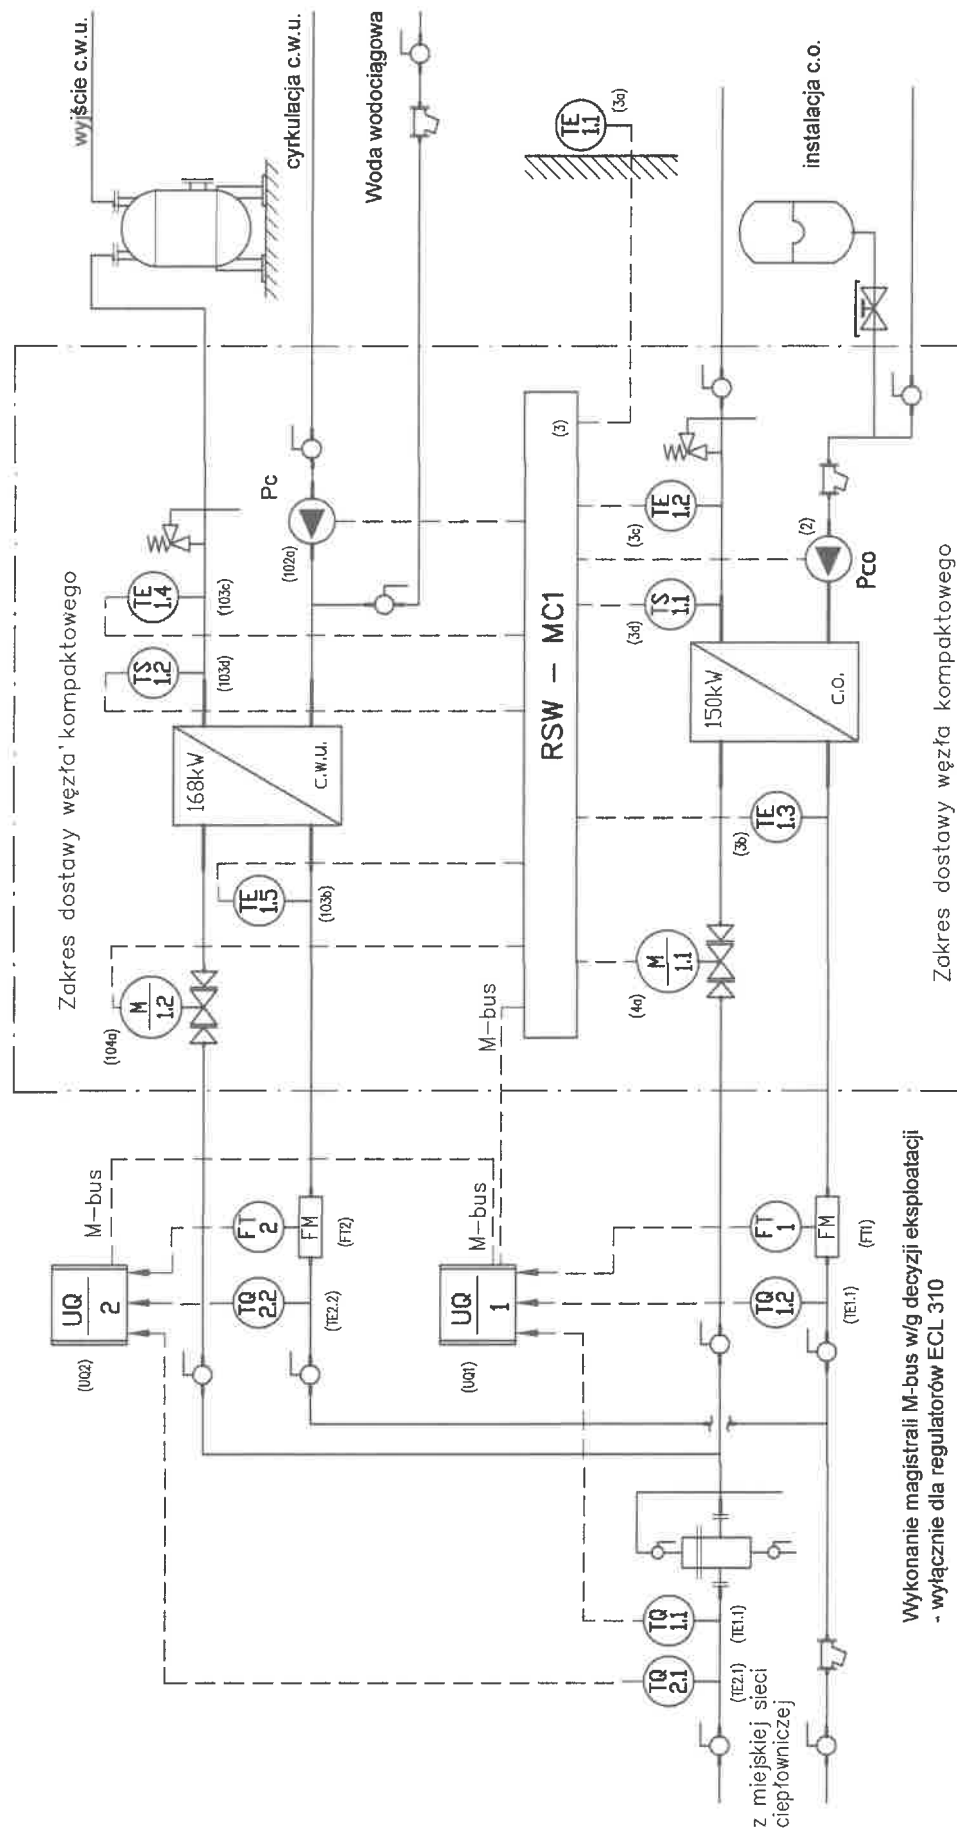 wyjście c.w.u.
cyrkulacja c.w.u.
Woda wodociągowa
TE
1.1
(3a)
instalacja c.o.
Zakres dostawy węzła kompaktowego
TE
1.4
(103c)
TS
1.2
(103d)
Pc
(102a)
168kW
c.w.u.
TE
1.5
(103b)
M
1.2
(104a)
RSW – MC1
(3)
M-bus
TE
1.2
(3c)
TS
1.1
(3d)
(2)
Pco
150kW
c.o.
TE
1.3
(3b)
M
1.1
(4a)
Zakres dostawy węzła kompaktowego
M-bus
UQ
2
(UQ2)
FT
2
FM
(FT2)
TQ
2.2
(TE2.2)
M-bus
UQ
1
(UQ1)
FT
1
FM
(FT1)
TQ
1.2
(TE1.1)
TQ
1.1
(TE1.1)
TQ
2.1
(TE2.1)
z miejskiej sieci
ciepłowniczej
Wykonanie magistrali M-bus w/g decyzji eksploatacji
- wyłącznie dla regulatorów ECL 310